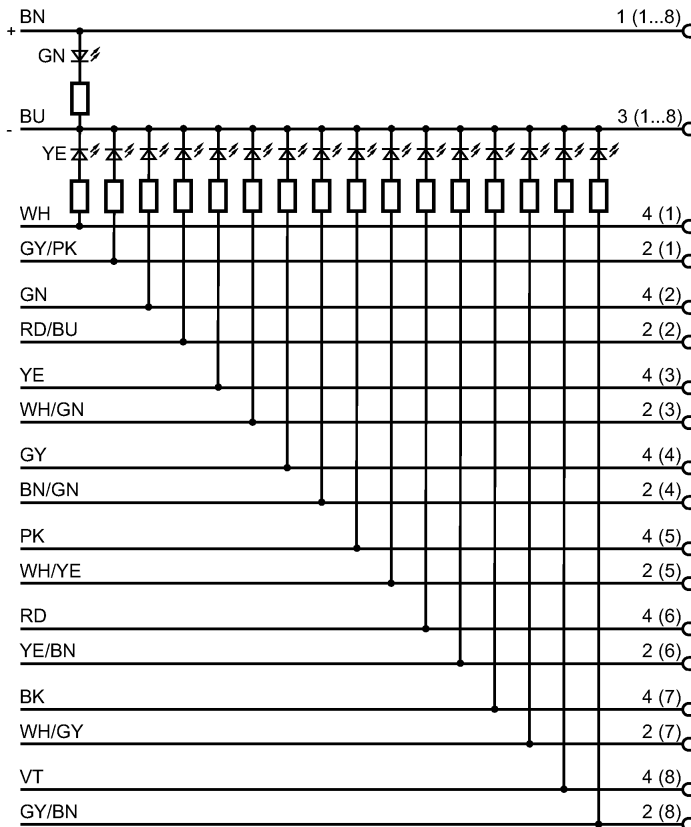 BN 1 (1...8)
+
GN
BU 3 (1...8)
-
YE
WH 4 (1)
GY/PK 2 (1)
GN 4 (2)
RD/BU 2 (2)
YE 4 (3)
WH/GN 2 (3)
GY 4 (4)
BN/GN 2 (4)
PK 4 (5)
WH/YE 2 (5)
RD 4 (6)
YE/BN 2 (6)
BK 4 (7)
WH/GY 2 (7)
VT 4 (8)
GY/BN 2 (8)